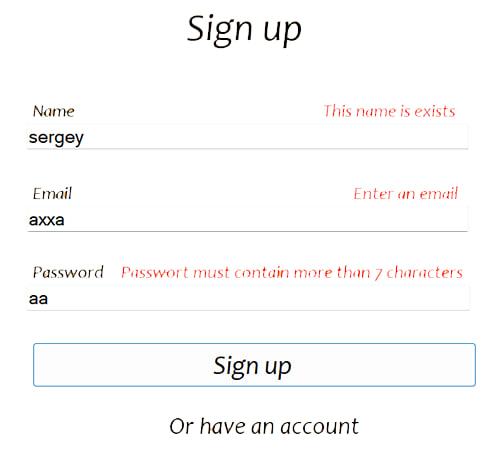 Sign up
Name This name is exists
sergey
Email Enter an email
axxa
Password Passwort must contain more than 7 characters
aa
Sign up
Or have an account